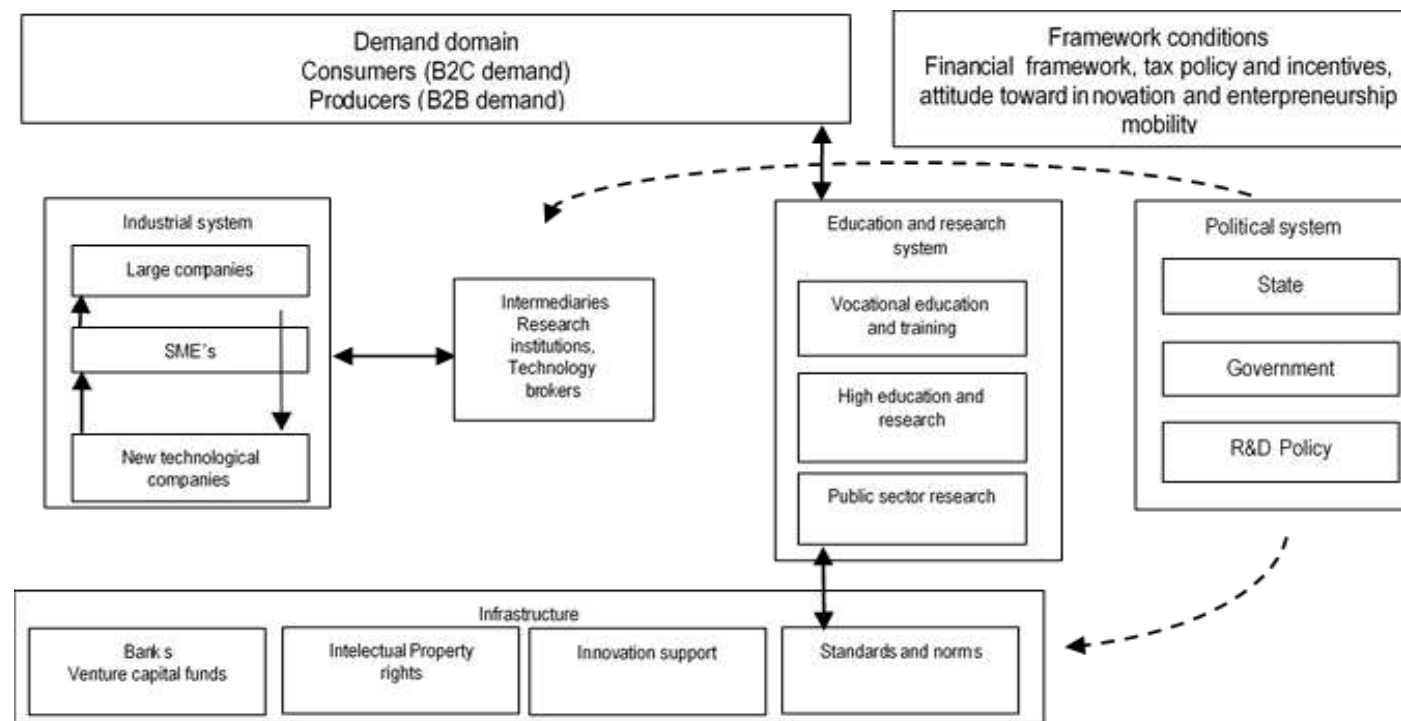 Demand domain
Consumers (B2C demand)
Producers (B2B demand)
Framework conditions
Financial framework, tax policy and incentives,
attitude toward in novation and enterpreneurship
mobility
Industrial system
Large companies
SME's
New technological
companies
Intermediaries
Research
institutions,
Technology
brokers
Education and research
system
Vocational education
and training
High education and
research
Public sector research
Political system
State
Government
R&D Policy
Infrastructure
Bank s
Venture capital funds
Intelectual Property
rights
Innovation support
Standards and norms